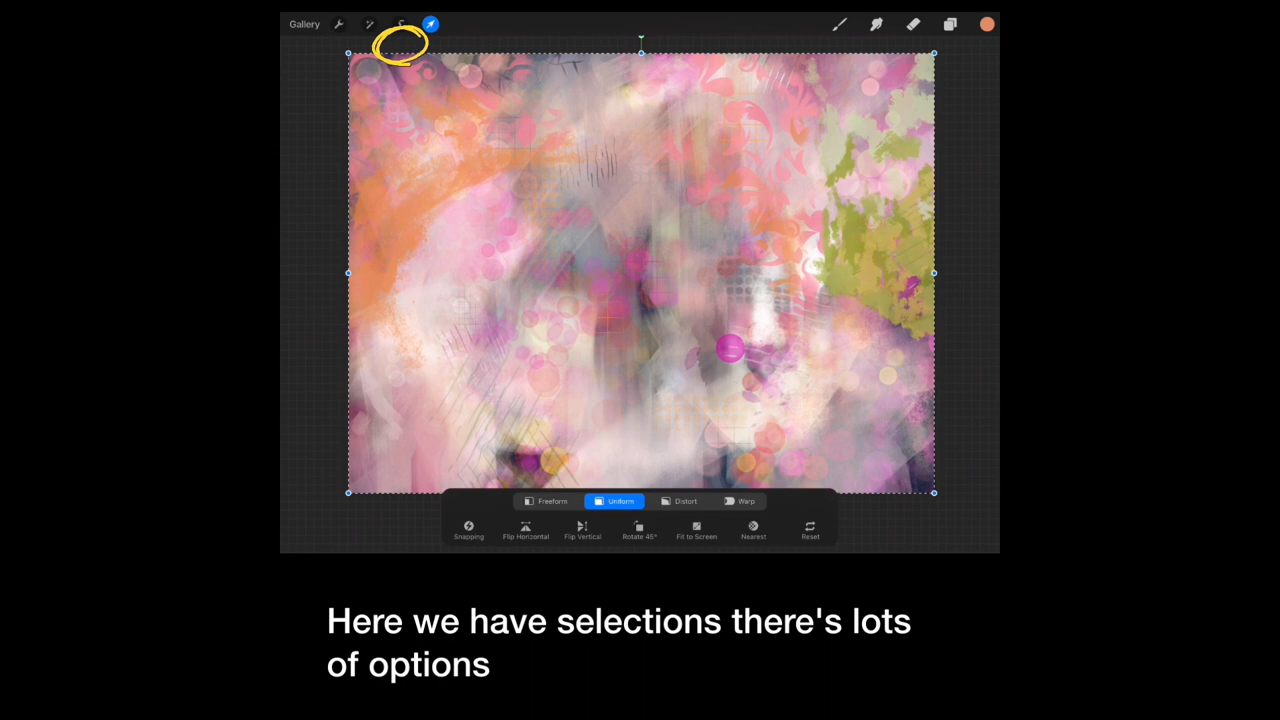 Gallery
Freeform Uniform Distort Warp
Snapping Flip Horizontal Flip Vertical Rotate 45° Fit to Screen Nearest Reset
Here we have selections there's lots
of options